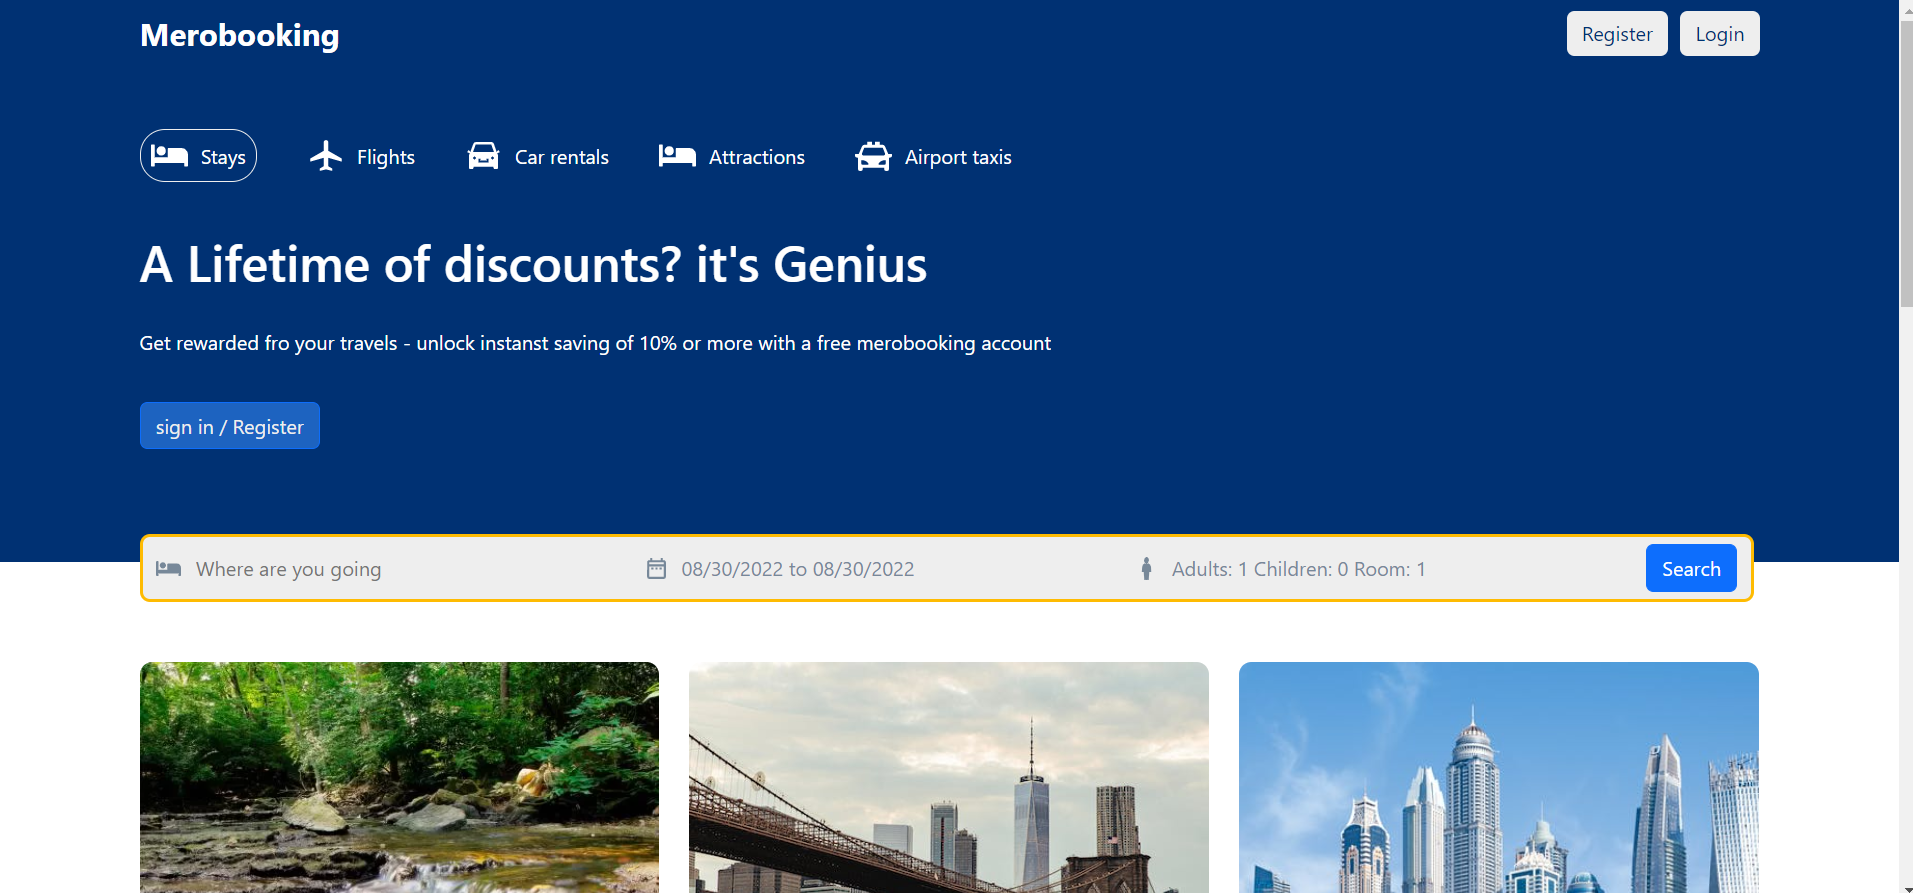 Merobooking
Register
Login
Stays
Flights
Car rentals
Attractions
Airport taxis
A Lifetime of discounts? it's Genius
Get rewarded fro your travels - unlock instanst saving of 10% or more with a free merobooking account
sign in / Register
Where are you going
08/30/2022 to 08/30/2022
Adults: 1 Children: 0 Room: 1
Search